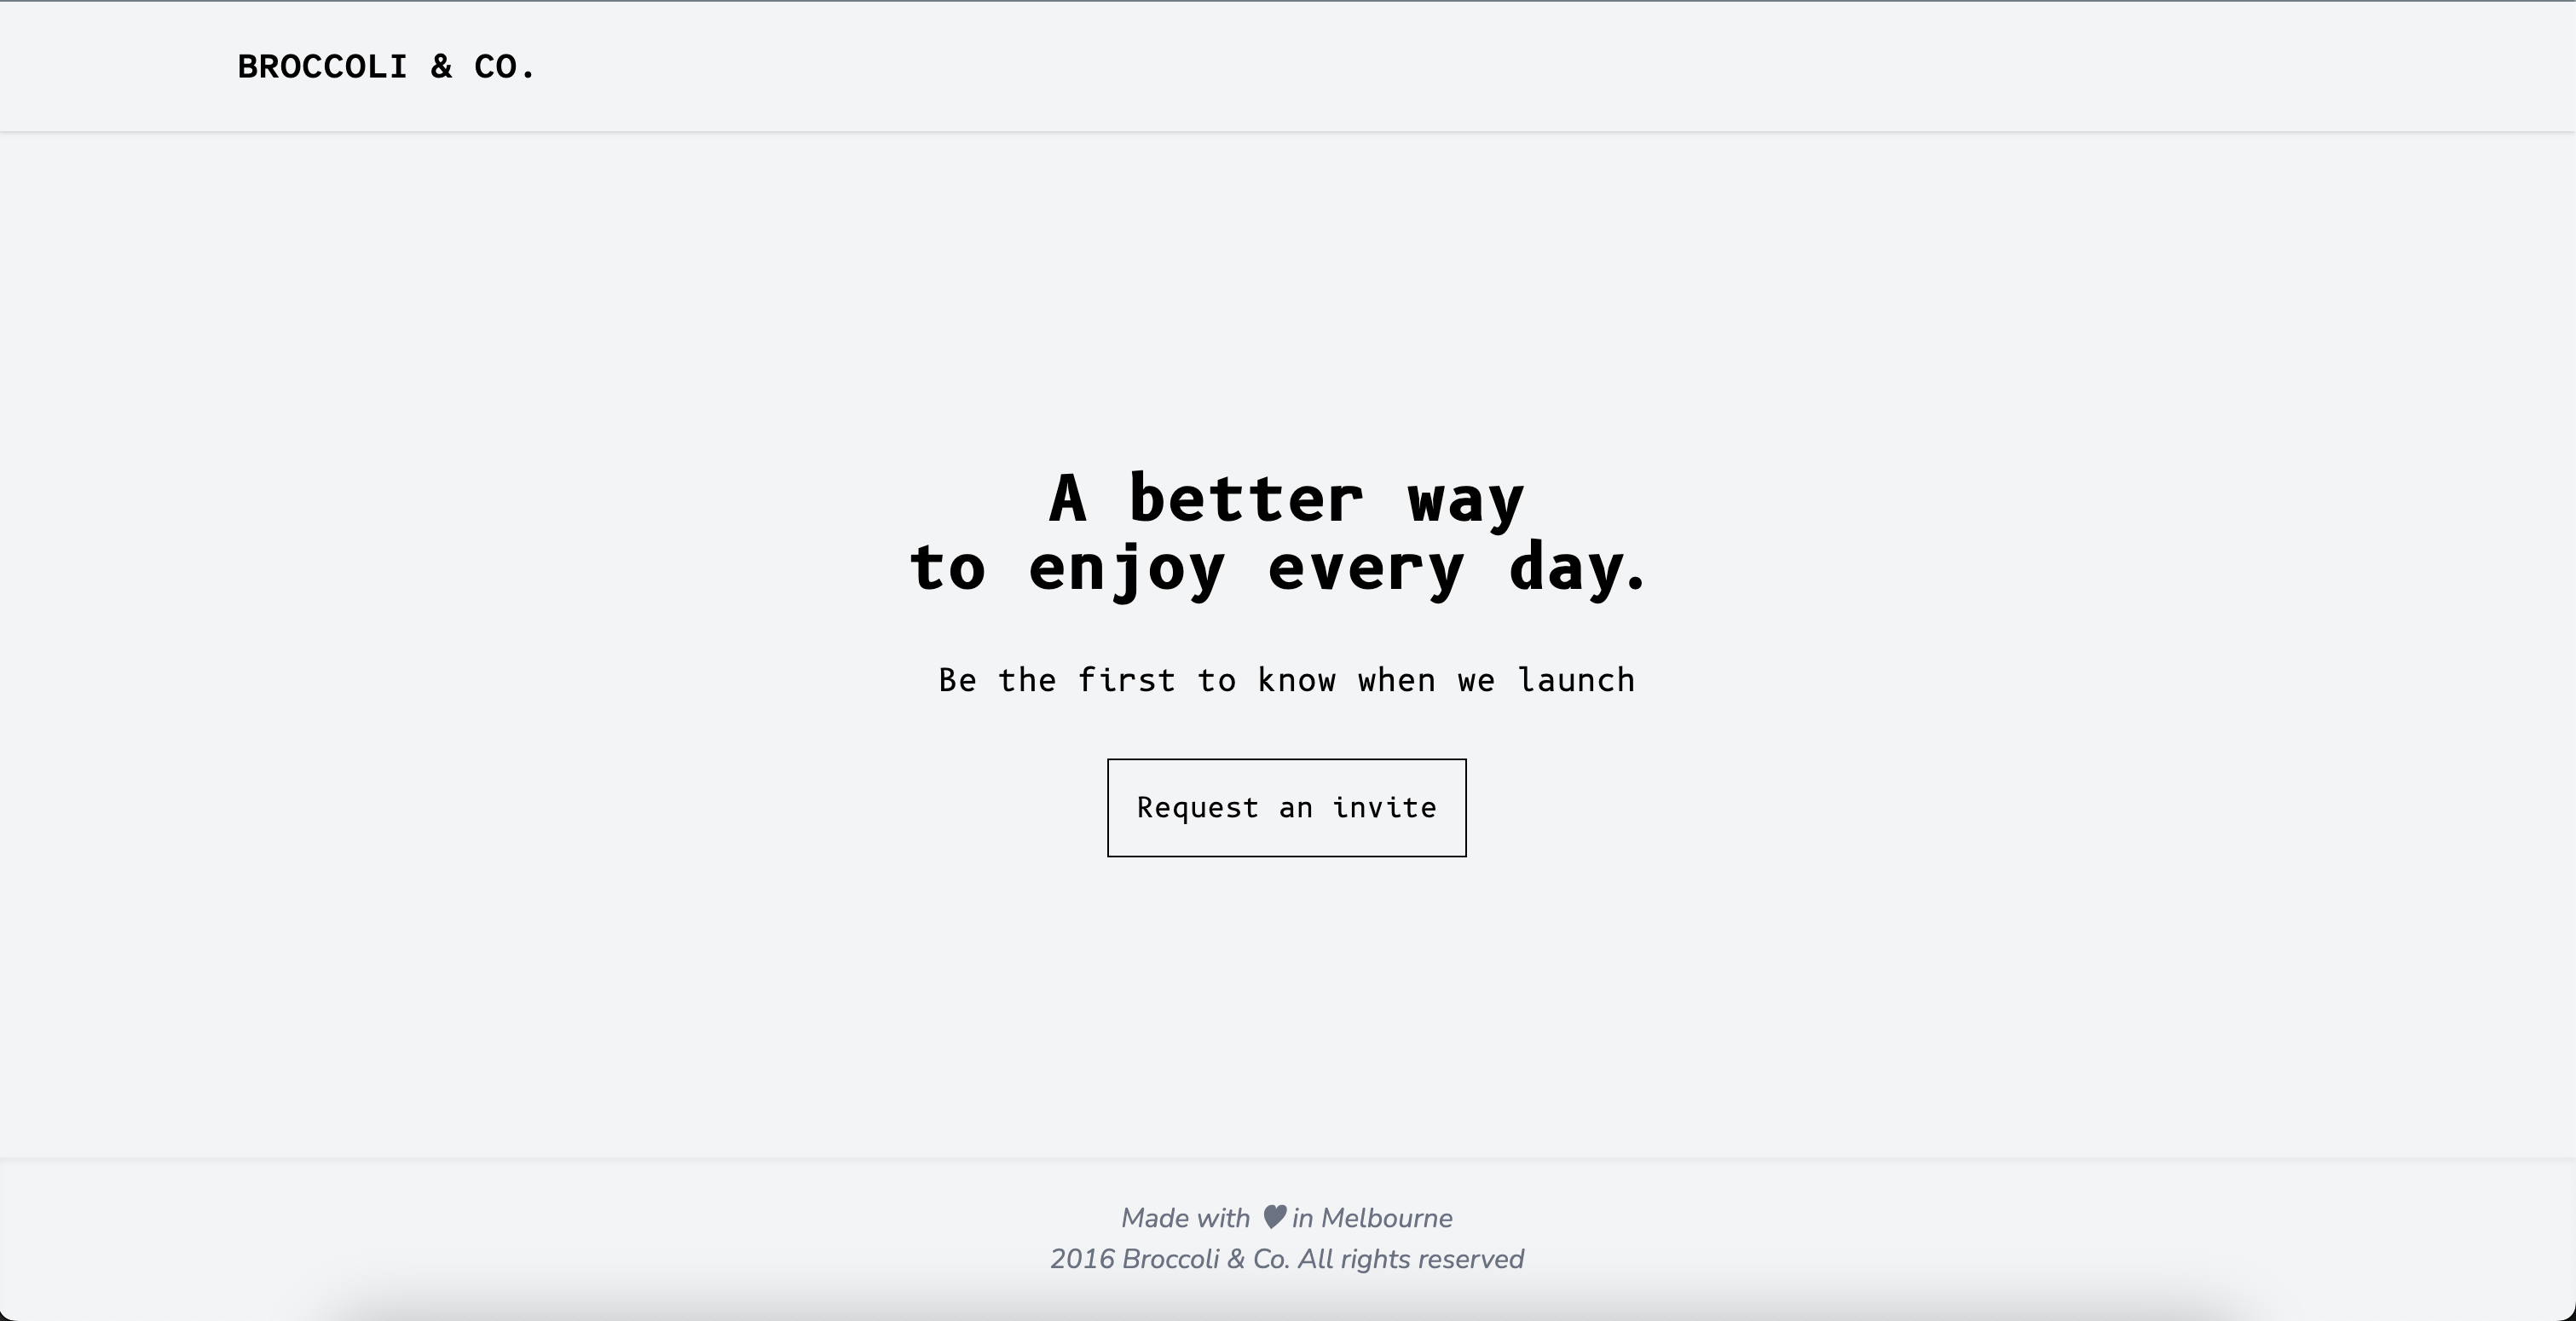 BROCCOLI & CO.
A better way
to enjoy every day.
Be the first to know when we launch
Request an invite
Made with ♥ in Melbourne
2016 Broccoli & Co. All rights reserved